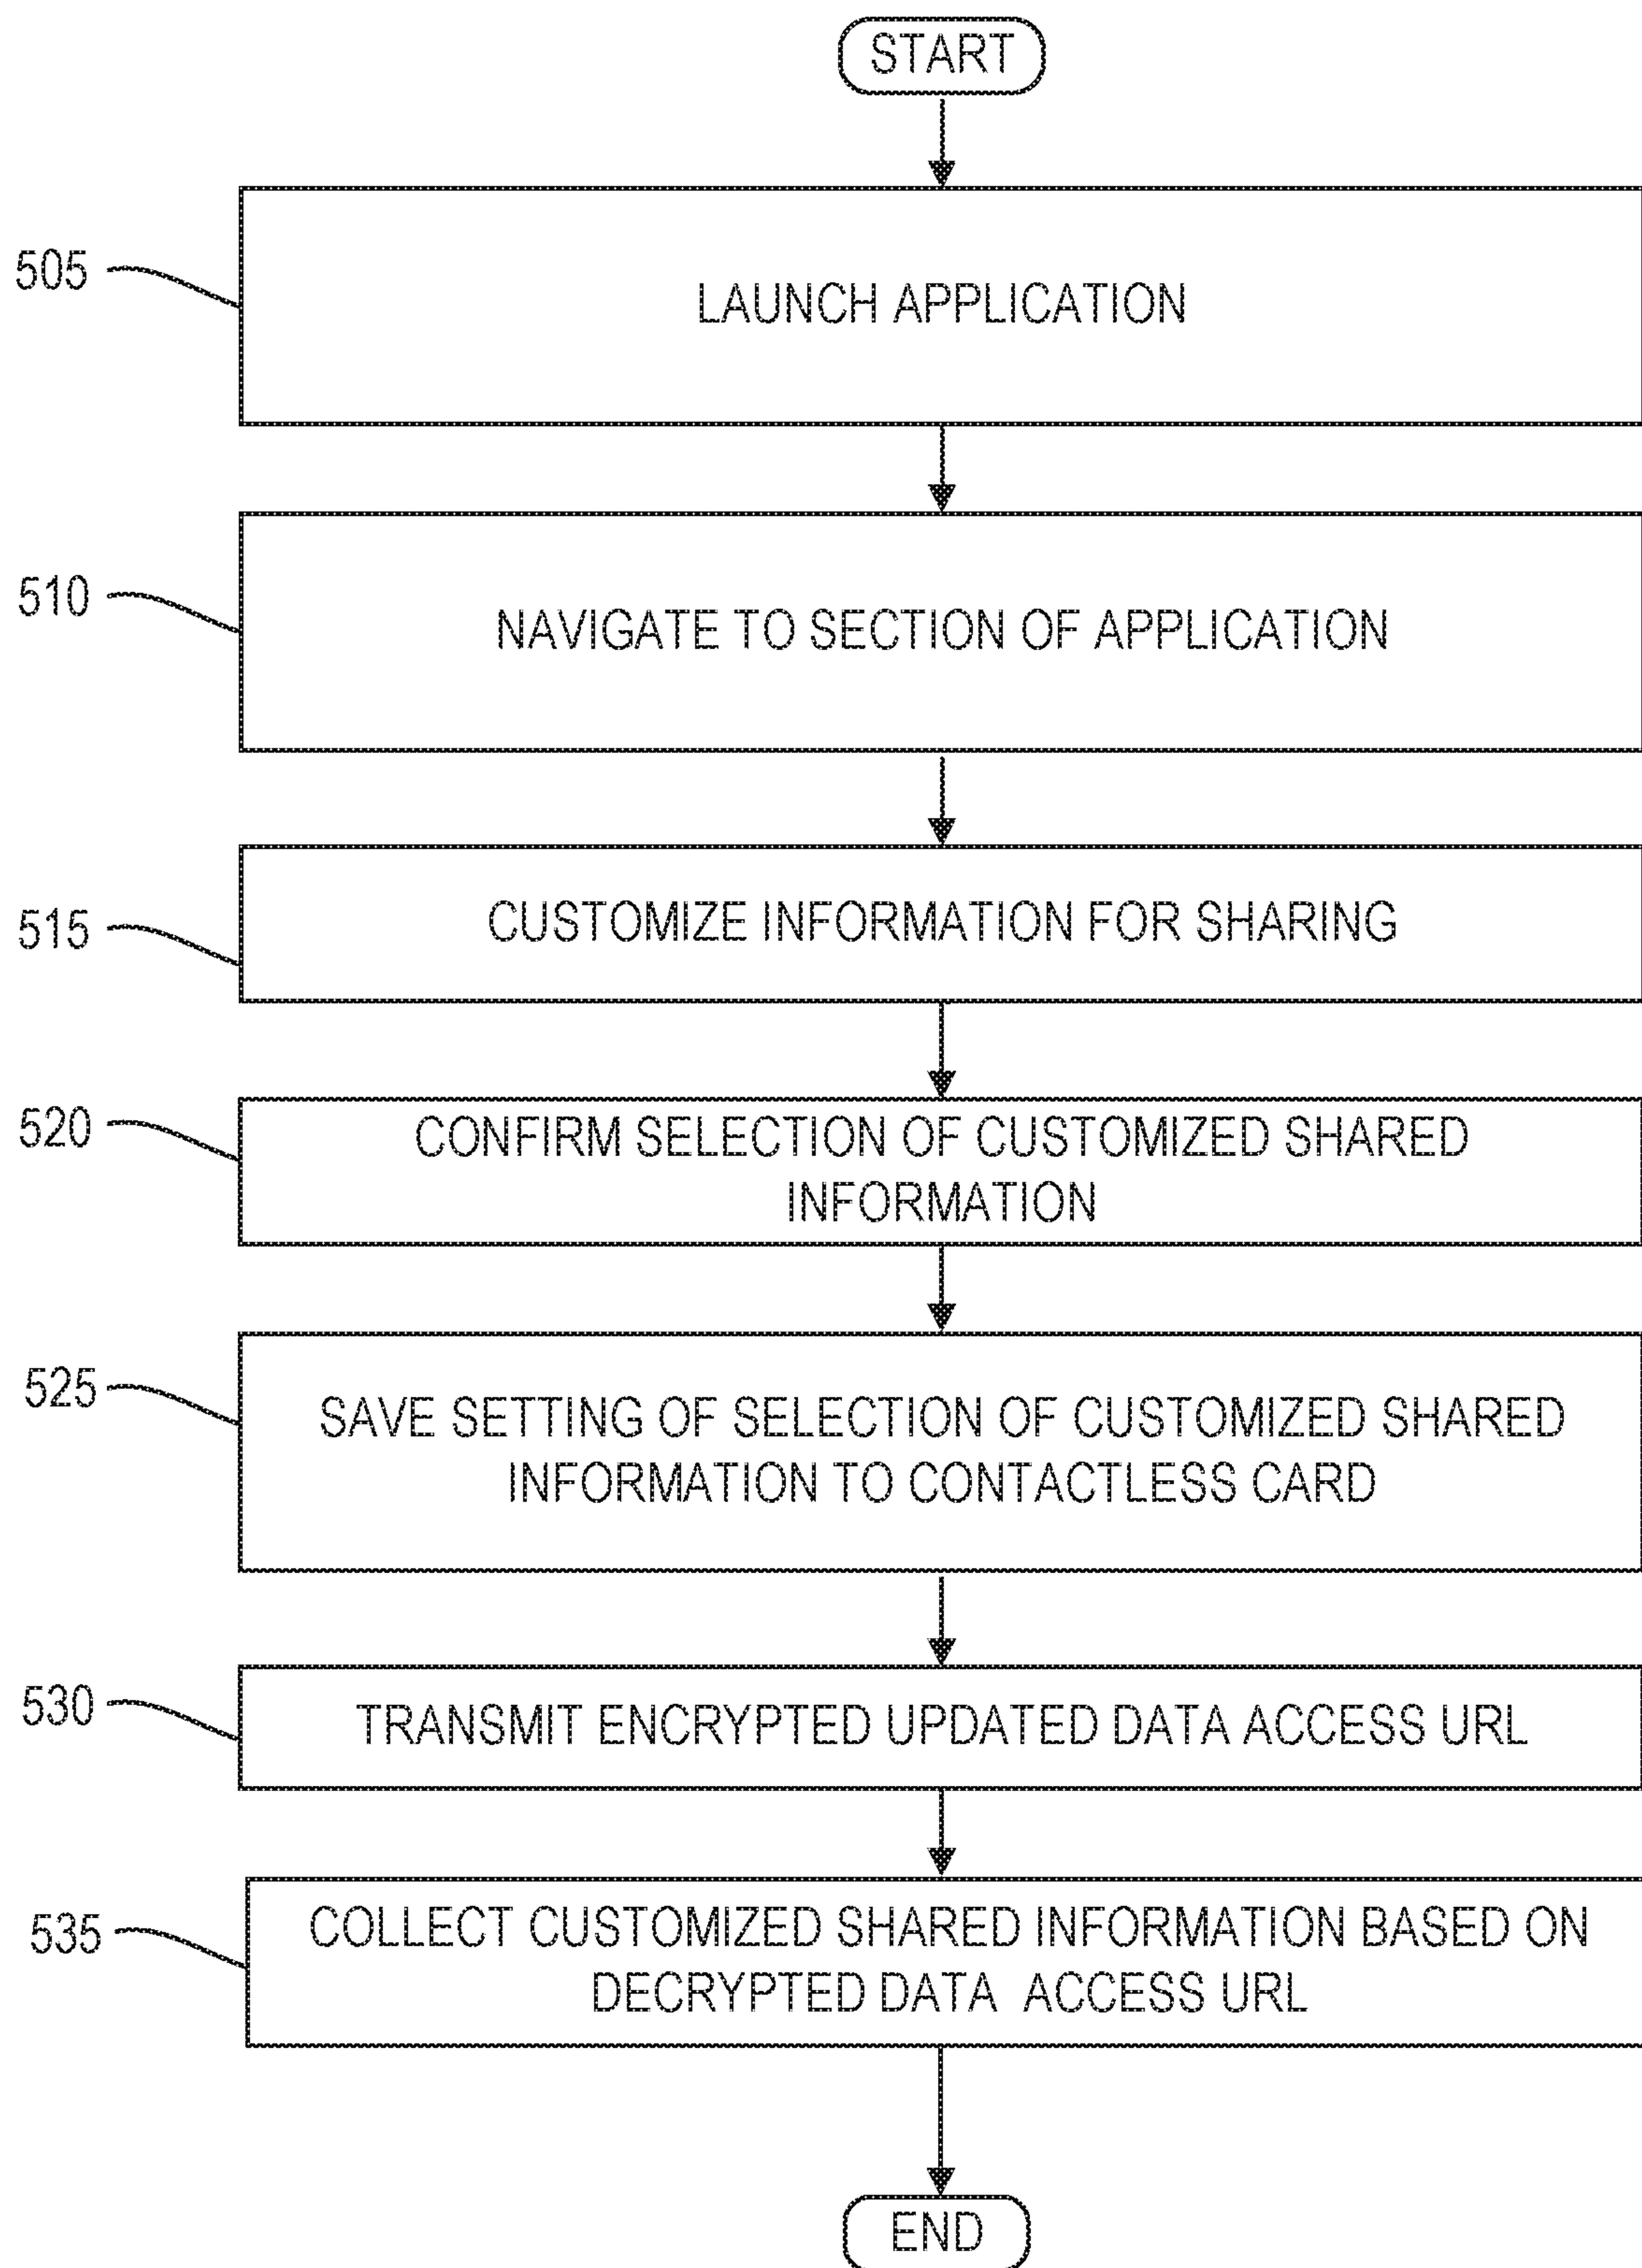 START
505
LAUNCH APPLICATION
510
NAVIGATE TO SECTION OF APPLICATION
515
CUSTOMIZE INFORMATION FOR SHARING
520
CONFIRM SELECTION OF CUSTOMIZED SHARED
INFORMATION
525
SAVE SETTING OF SELECTION OF CUSTOMIZED SHARED
INFORMATION TO CONTACTLESS CARD
530
TRANSMIT ENCRYPTED UPDATED DATA ACCESS URL
535
COLLECT CUSTOMIZED SHARED INFORMATION BASED ON
DECRYPTED DATA ACCESS URL
END